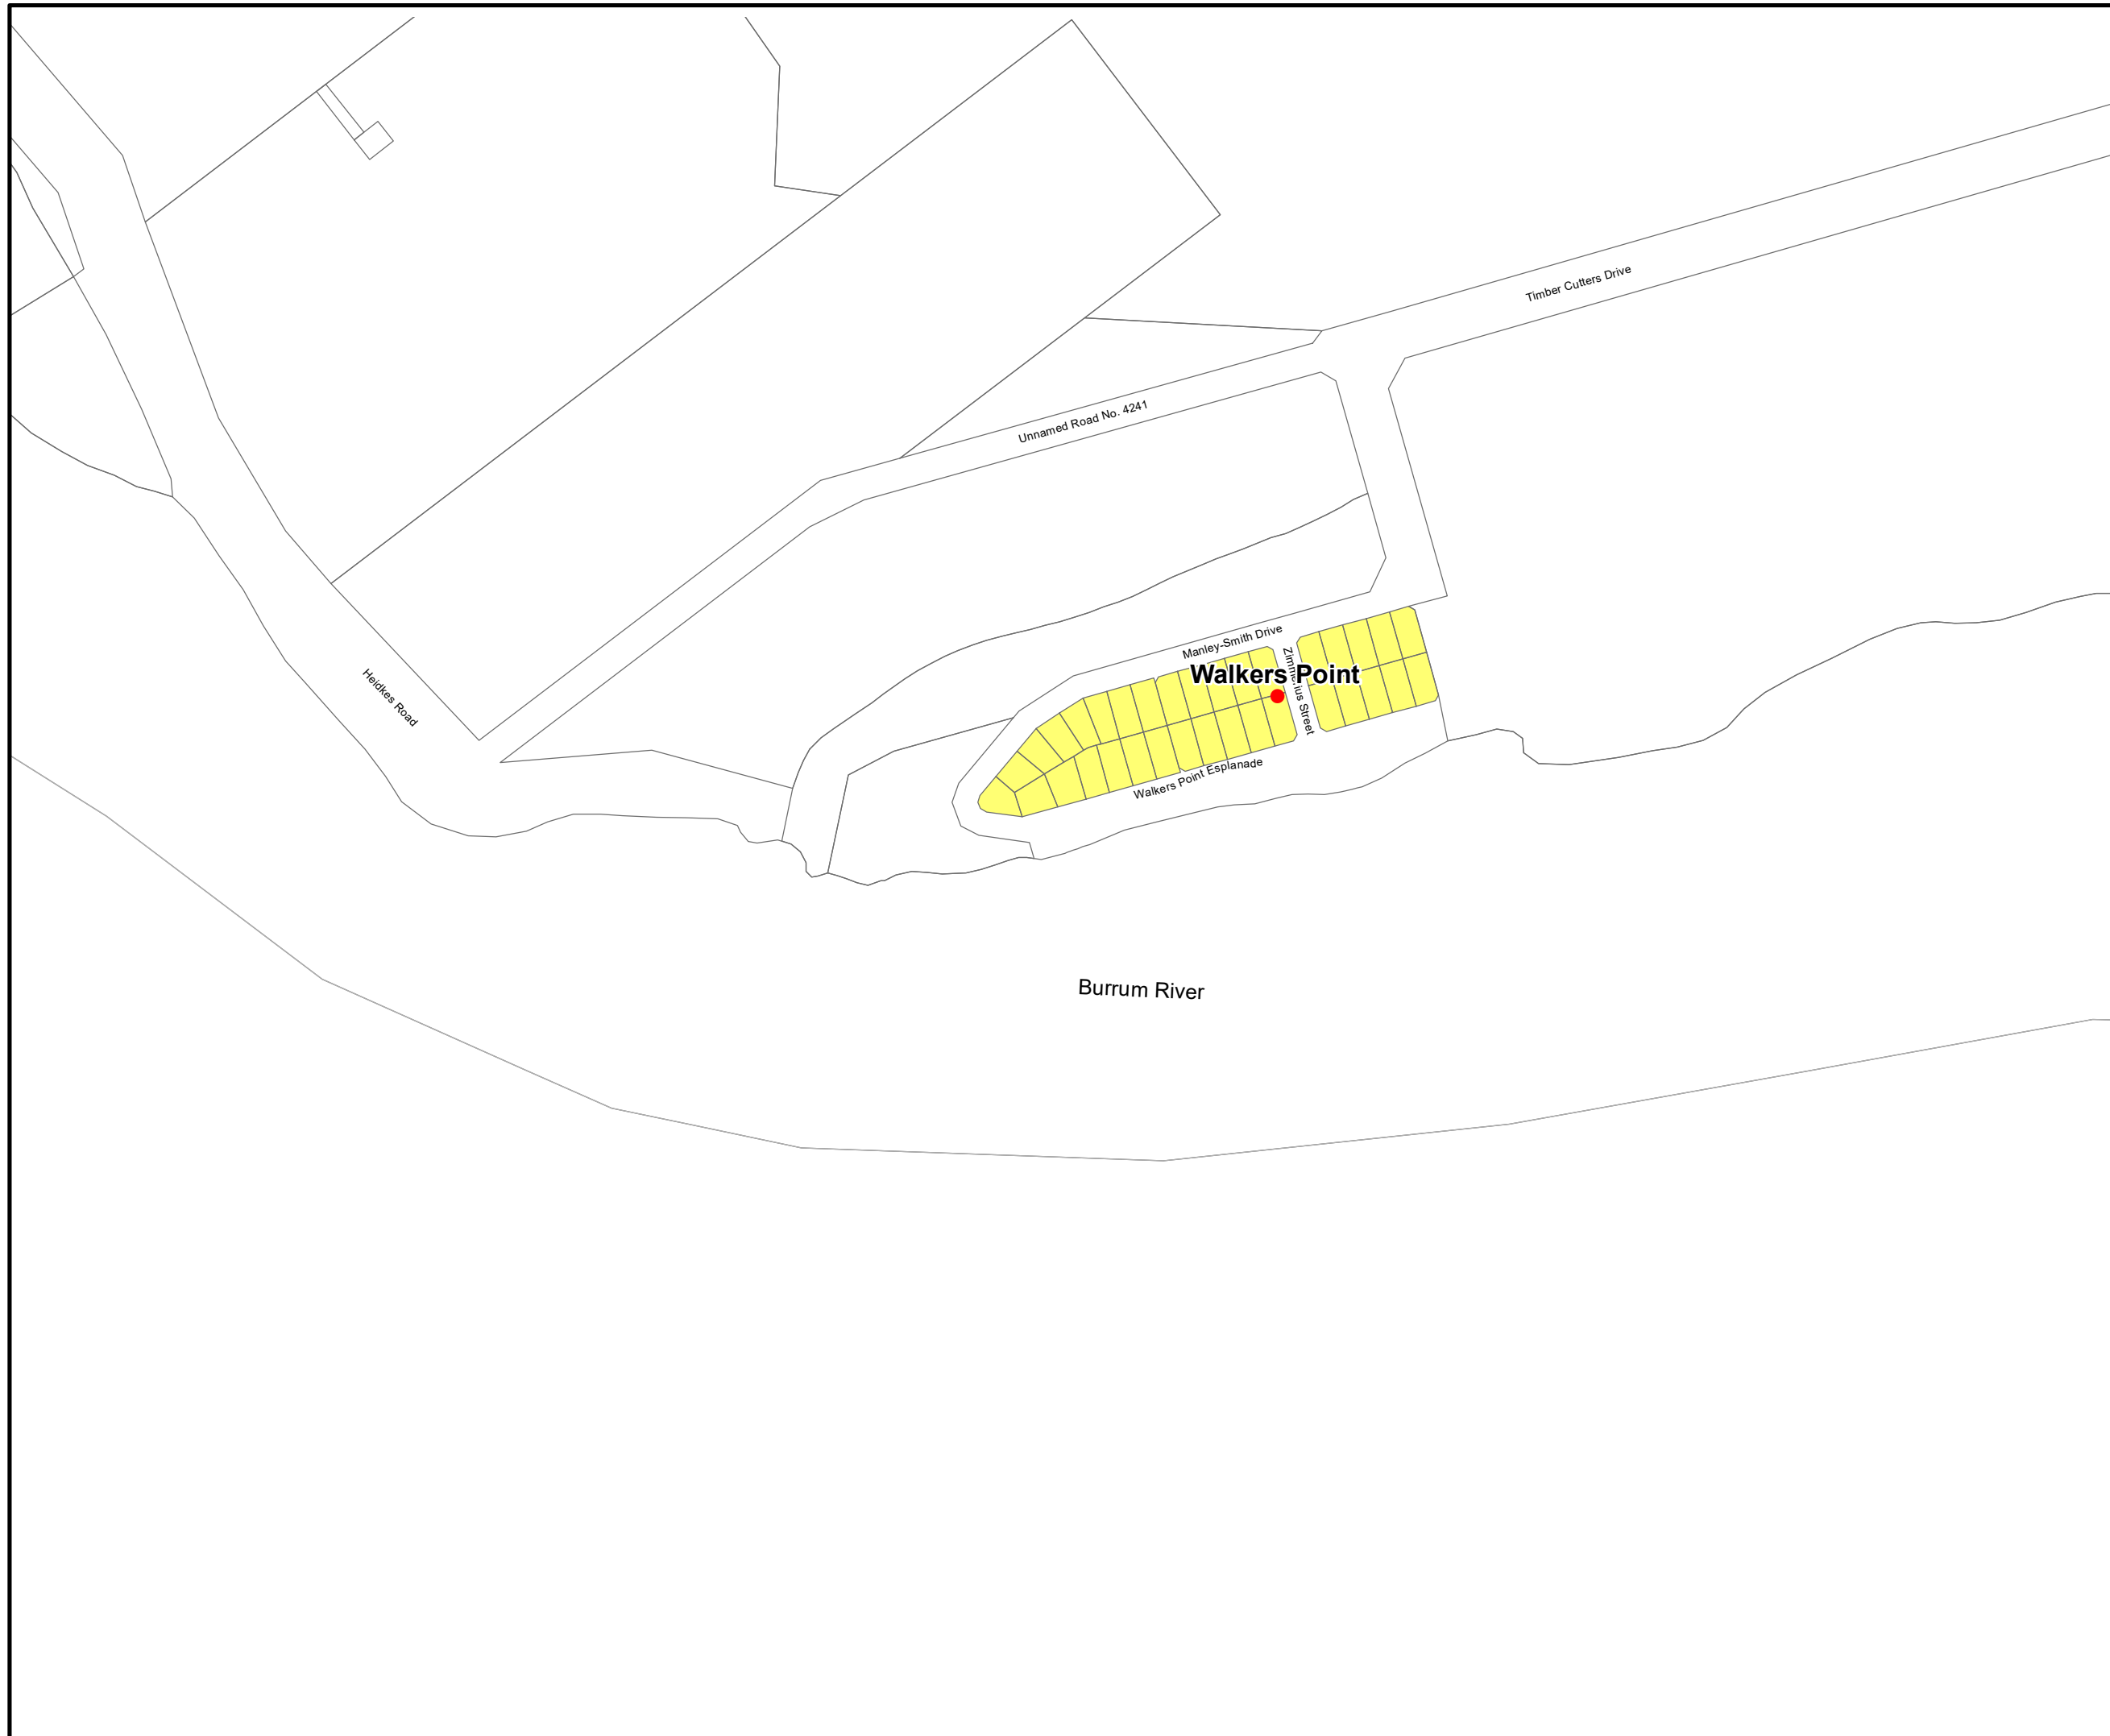 Timber Cutters Drive
Unnamed Road No. 4241
Manley-Smith Drive
Walkers Point
Street
Heidkes Road
Walkers Point Esplanade
Burrum River